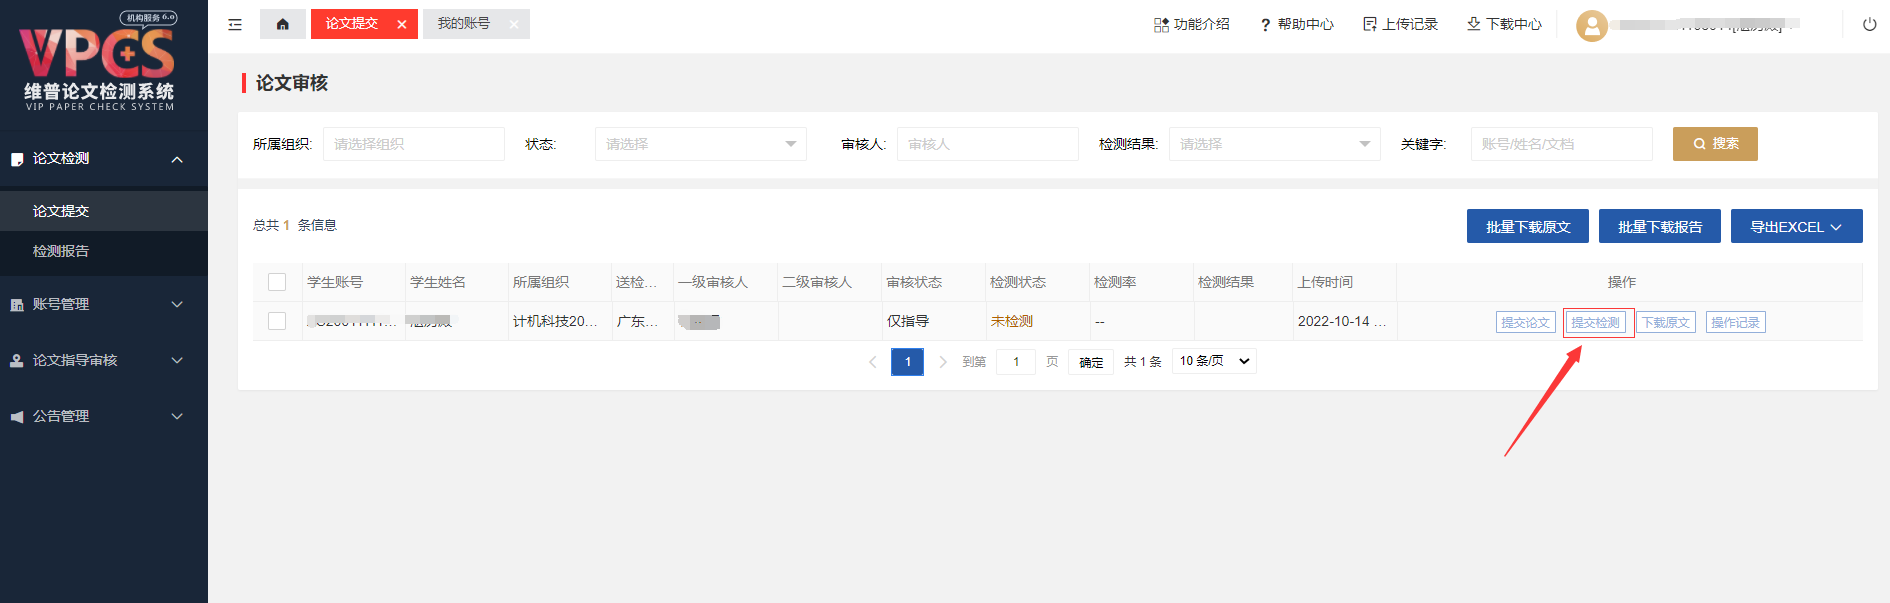 机构服务 6.0
VPCS
维普论文检测系统
VIP PAPER CHECK SYSTEM
论文检测
论文提交
检测报告
账号管理
论文指导审核
公告管理
论文提交 ×
我的账号 ×
功能介绍
? 帮助中心
上传记录
下载中心
论文审核
所属组织: 请选择组织
状态: 请选择
审核人: 审核人
检测结果: 请选择
关键字: 账号/姓名/文档
搜索
总共 1 条信息
批量下载原文
批量下载报告
导出EXCEL
学生账号 学生姓名 所属组织 送检... 一级审核人 二级审核人 审核状态 检测状态 检测率 检测结果 上传时间 操作
计机科技20... 广东... 仅指导 未检测 -- 2022-10-14 ... 提交论文 提交检测 下载原文 操作记录
< 1 > 到第 1 页 确定 共 1 条 10 条/页